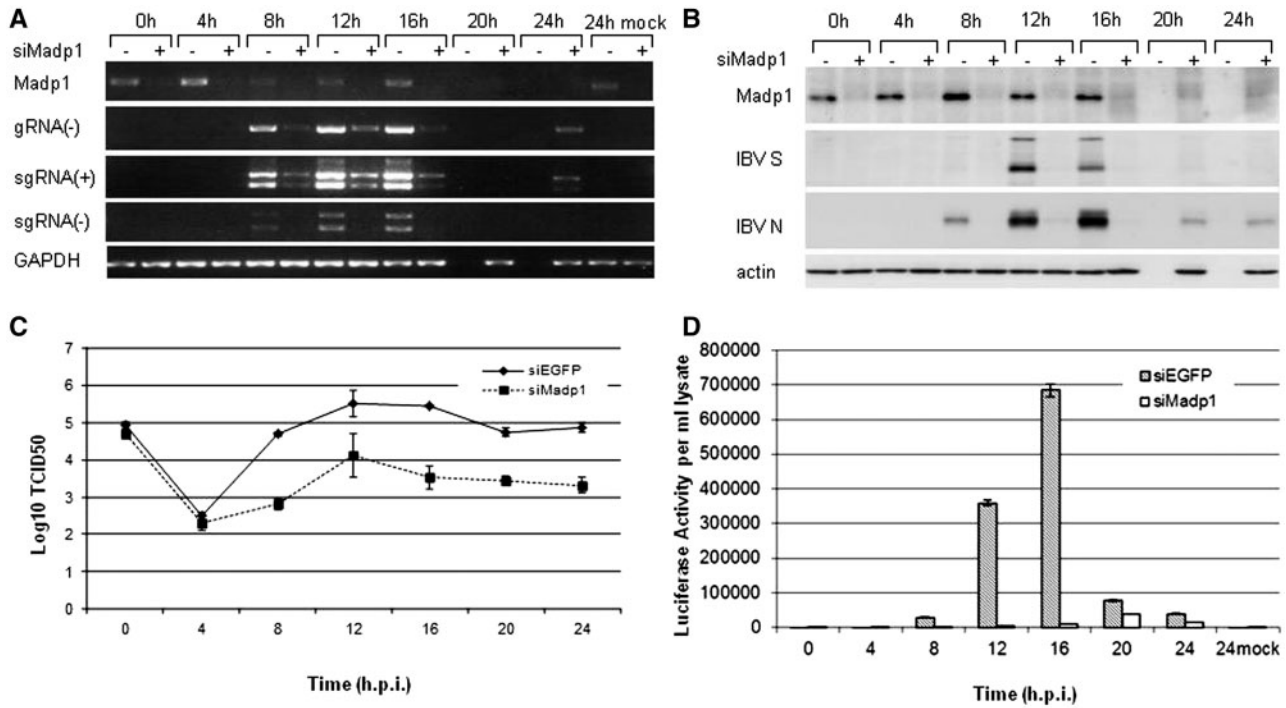 A
0h 4h 8h 12h 16h 20h 24h 24h mock
siMadp1 - + - + - + - + - + - + - + - +
Madp1
gRNA(-)
sgRNA(+)
sgRNA(-)
GAPDH
B
0h 4h 8h 12h 16h 20h 24h
siMadp1 - + - + - + - + - + - + - +
Madp1
IBV S
IBV N
actin
C
7
6
5
4
3
2
1
0
Log10 TCID50
siEGFP
siMadp1
0 4 8 12 16 20 24
Time (h.p.i.)
D
800000
700000
600000
500000
400000
300000
200000
100000
0
Luciferase Activity per ml lysate
siEGFP
siMadp1
0 4 8 12 16 20 24 24mock
Time (h.p.i.)